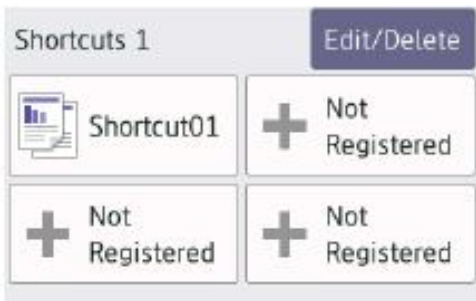 Shortcuts 1
Edit/Delete
Shortcut01
Not
Registered
Not
Registered
Not
Registered